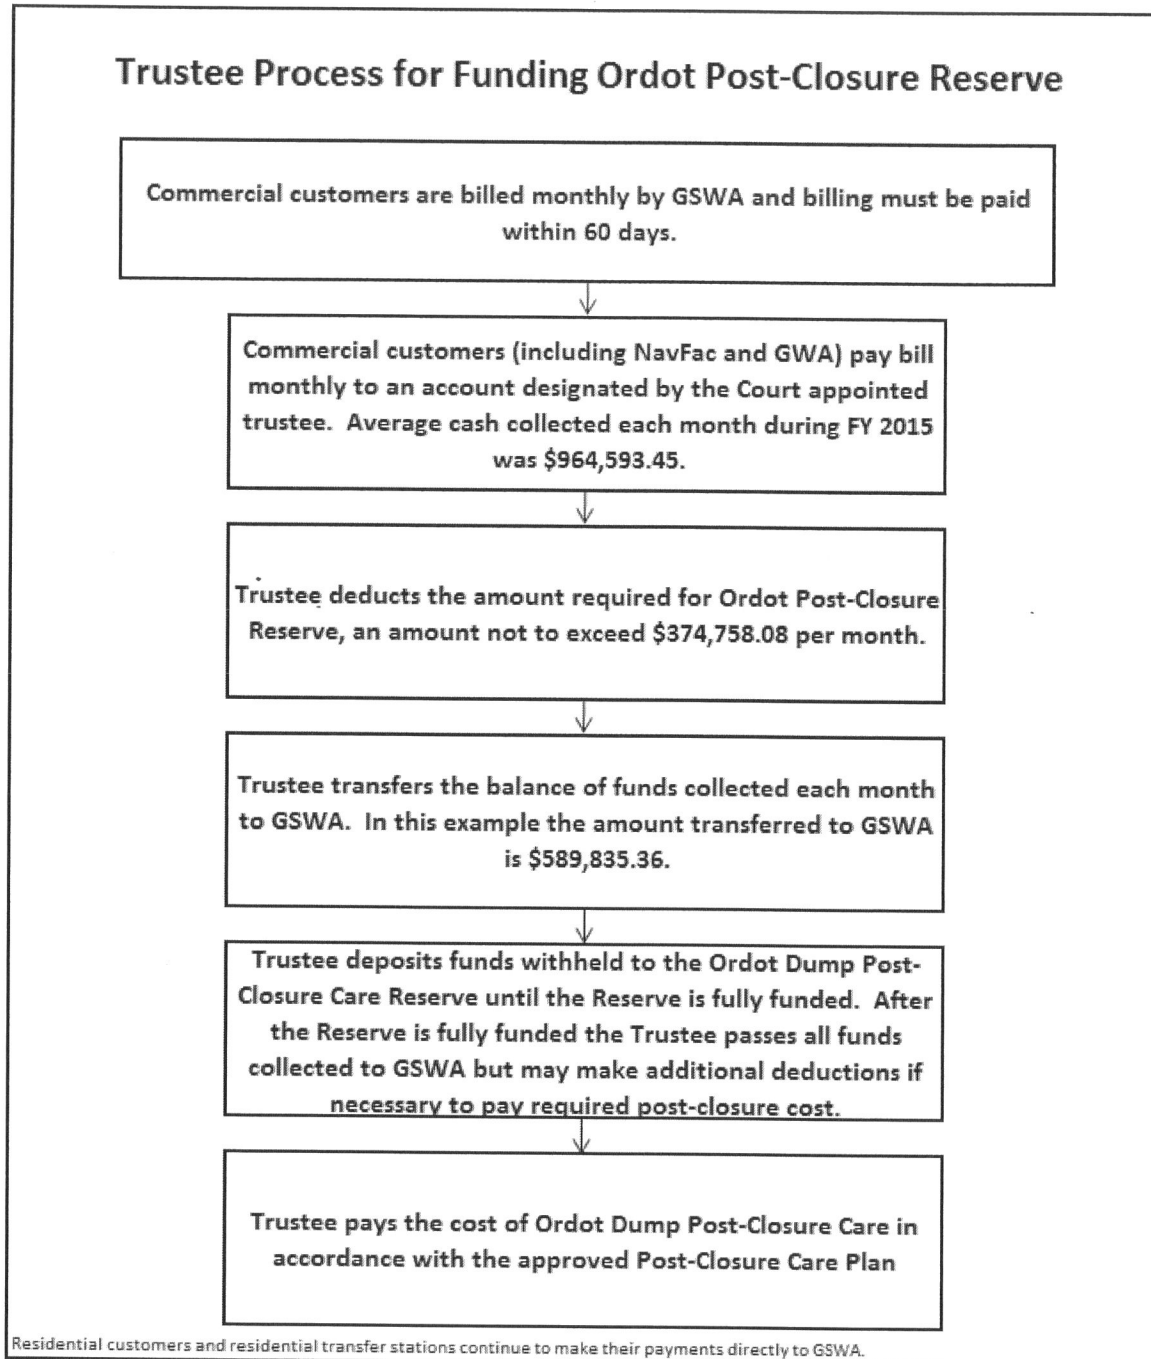 Trustee Process for Funding Ordot Post-Closure Reserve
Commercial customers are billed monthly by GSWA and billing must be paid
within 60 days.
Commercial customers (including NavFac and GWA) pay bill
monthly to an account designated by the Court appointed
trustee.  Average cash collected each month during FY 2015
was $964,593.45.
Trustee deducts the amount required for Ordot Post-Closure
Reserve, an amount not to exceed $374,758.08 per month.
Trustee transfers the balance of funds collected each month
to GSWA.  In this example the amount transferred to GSWA
is $589,835.36.
Trustee deposits funds withheld to the Ordot Dump Post-
Closure Care Reserve until the Reserve is fully funded.  After
the Reserve is fully funded the Trustee passes all funds
collected to GSWA but may make additional deductions if
necessary to pay required post-closure cost.
Trustee pays the cost of Ordot Dump Post-Closure Care in
accordance with the approved Post-Closure Care Plan
Residential customers and residential transfer stations continue to make their payments directly to GSWA.